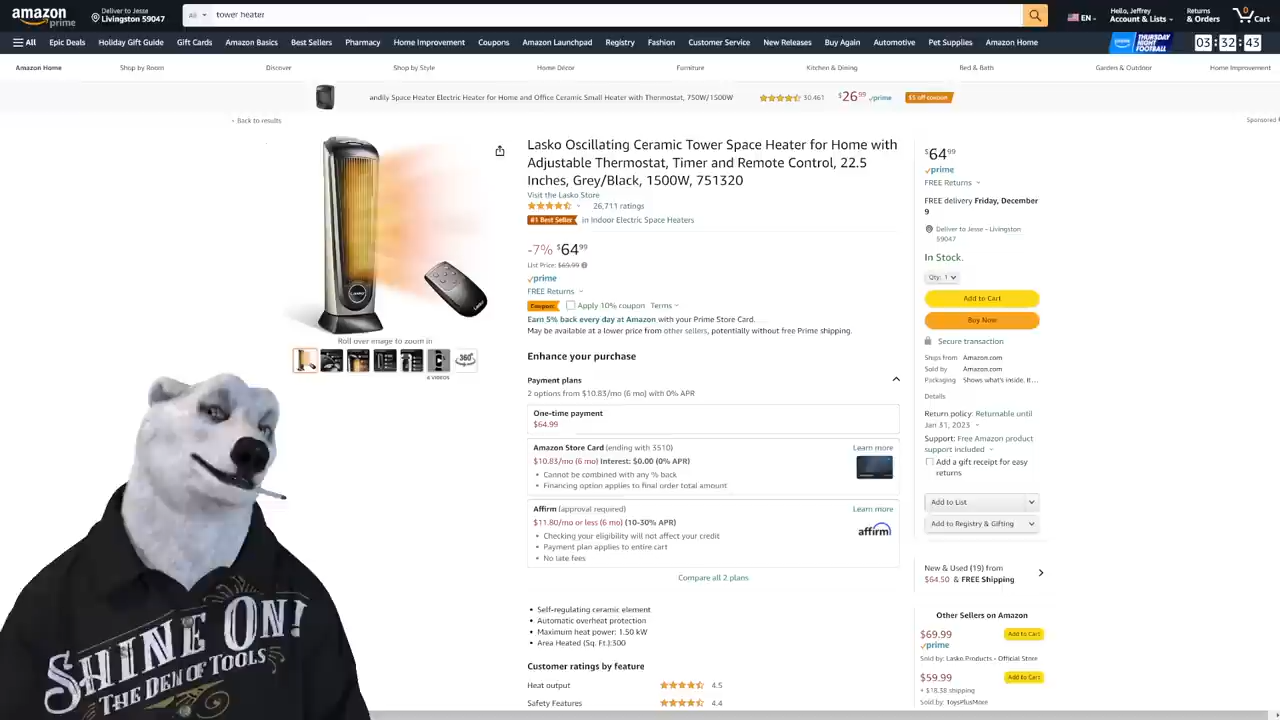 amazon
prime
Deliver to Jesse
Livingston 59047
All
tower heater
EN
Hello, Jeffrey
Account & Lists
Returns
& Orders
Cart
All
Epic Deals
Holiday Gift Guide
Gift Cards
Amazon Basics
Best Sellers
Pharmacy
Home Improvement
Coupons
Amazon Launchpad
Registry
Fashion
Customer Service
New Releases
Buy Again
Automotive
Pet Supplies
Amazon Home
prime
THURSDAY
NIGHT
FOOTBALL
03:32:43
Amazon Home
Shop by Room
Discover
Shop by Style
Home Décor
Furniture
Kitchen & Dining
Bed & Bath
Garden & Outdoor
Home Improvement
andily Space Heater Electric Heater for Home and Office Ceramic Small Heater with Thermostat, 750W/1500W
30,461
$26.99 prime
$5 off coupon
Sponsored
‹ Back to results
Lasko Oscillating Ceramic Tower Space Heater for Home with
Adjustable Thermostat, Timer and Remote Control, 22.5
Inches, Grey/Black, 1500W, 751320
Visit the Lasko Store
26,711 ratings
#1 Best Seller in Indoor Electric Space Heaters
-7% $64.99
List Price: $69.99
prime
FREE Returns
Coupon Apply 10% coupon Terms
Earn 5% back every day at Amazon with your Prime Store Card.
May be available at a lower price from other sellers, potentially without free Prime shipping.
Lasko
Lasko
Roll over image to zoom in
4 VIDEOS
360°
Enhance your purchase
Payment plans
2 options from $10.83/mo (6 mo) with 0% APR
One-time payment
$64.99
Amazon Store Card (ending with 3510)
Learn more
$10.83/mo (6 mo) Interest: $0.00 (0% APR)
• Cannot be combined with any % back
• Financing option applies to final order total amount
Affirm (approval required)
Learn more
$11.80/mo or less (6 mo) (10-30% APR)
• Checking your eligibility will not affect your credit
• Payment plan applies to entire cart
• No late fees
affirm
Compare all 2 plans
• Self-regulating ceramic element
• Automatic overheat protection
• Maximum heat power: 1.50 kW
• Area Heated (Sq. Ft.):300
Customer ratings by feature
Heat output
4.5
Safety Features
4.4
$64.99
prime
FREE Returns
FREE delivery Friday, December
9
Deliver to Jesse - Livingston
59047
In Stock.
Qty: 1
Add to Cart
Buy Now
Secure transaction
Ships from Amazon.com
Sold by Amazon.com
Packaging Shows what's inside. It...
Details
Return policy: Returnable until
Jan 31, 2023
Support: Free Amazon product
support included
Add a gift receipt for easy
returns
Add to List
Add to Registry & Gifting
New & Used (19) from
$64.50 & FREE Shipping
Other Sellers on Amazon
$69.99
Add to Cart
prime
Sold by: Lasko Products - Official Store
$59.99
Add to Cart
+ $18.38 shipping
Sold by: ToysPlusMore
SHINE ON!
THE DEVIL'S TOOLS